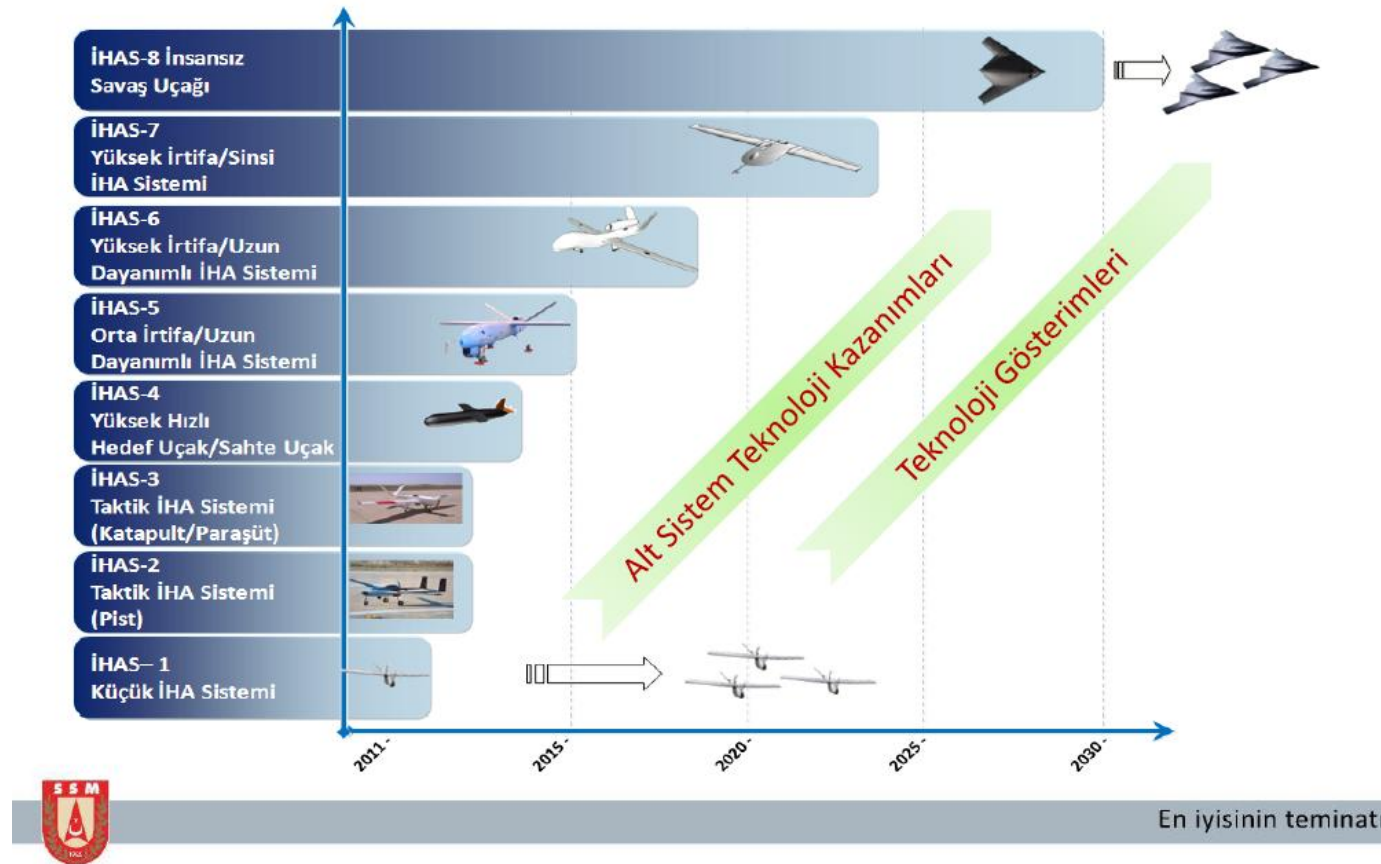 İHAS-8 İnsansız
Savaş Uçağı
İHAS-7
Yüksek İrtifa/Sinsi
İHA Sistemi
İHAS-6
Yüksek İrtifa/Uzun
Dayanımlı İHA Sistemi
İHAS-5
Orta İrtifa/Uzun
Dayanımlı İHA Sistemi
İHAS-4
Yüksek Hızlı
Hedef Uçak/Sahte Uçak
İHAS-3
Taktik İHA Sistemi
(Katapult/Paraşüt)
İHAS-2
Taktik İHA Sistemi
(Pist)
İHAS– 1
Küçük İHA Sistemi
Alt Sistem Teknoloji Kazanımları
Teknoloji Gösterimleri
2011-
2015-
2020-
2025-
2030-
S S M
En iyisinin teminatı